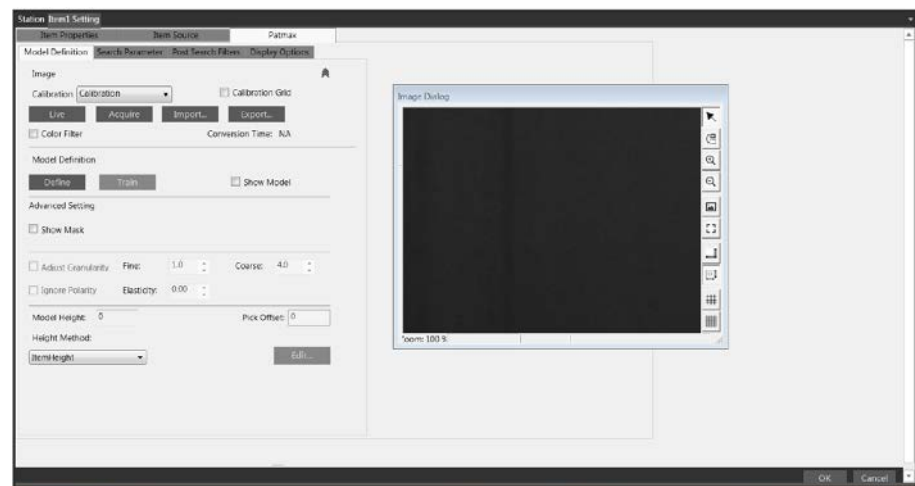 Station Item1 Setting
Item Properties Item Source Patmax
Model Definition Search Parameter Post Search Filters Display Options
Image
Calibration Calibration Calibration Grid
Live Acquire Import... Export...
Color Filter Conversion Time: NA
Model Definition
Define Train Show Model
Advanced Setting
Show Mask
Adjust Granularity Fine: 1.0 Coarse: 4.0
Ignore Polarity Elasticity: 0.00
Model Height: 0 Pick Offset: 0
Height Method:
ItemHeight Edit...
Image Dialog
Zoom: 100 %
OK Cancel